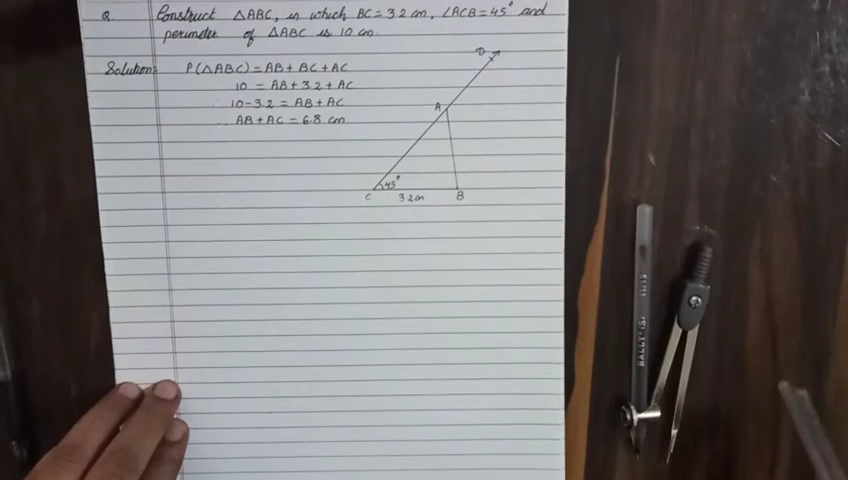 Q. Construct △ABC, in which BC = 3.2 cm, ∠ACB = 45° and
perimeter of △ABC is 10 cm.
Solution: P(△ABC) = AB + BC + AC
10 = AB + 3.2 + AC
10 - 3.2 = AB + AC
∴ AB + AC = 6.8 cm
D
A
45°
C 3.2 cm B